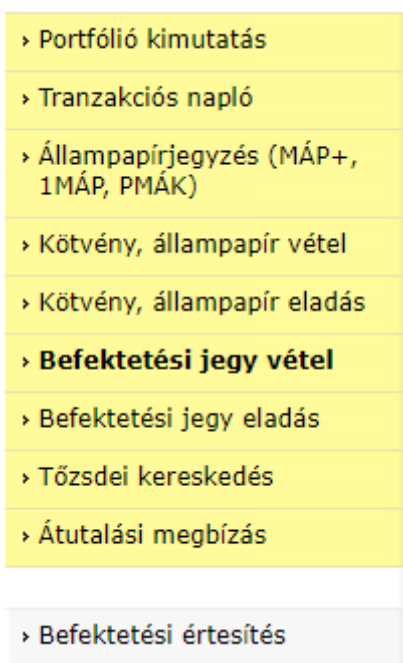 › Portfólió kimutatás
› Tranzakciós napló
› Állampapírjegyzés (MÁP+,
1MÁP, PMÁK)
› Kötvény, állampapír vétel
› Kötvény, állampapír eladás
› Befektetési jegy vétel
› Befektetési jegy eladás
› Tőzsdei kereskedés
› Átutalási megbízás
› Befektetési értesítés